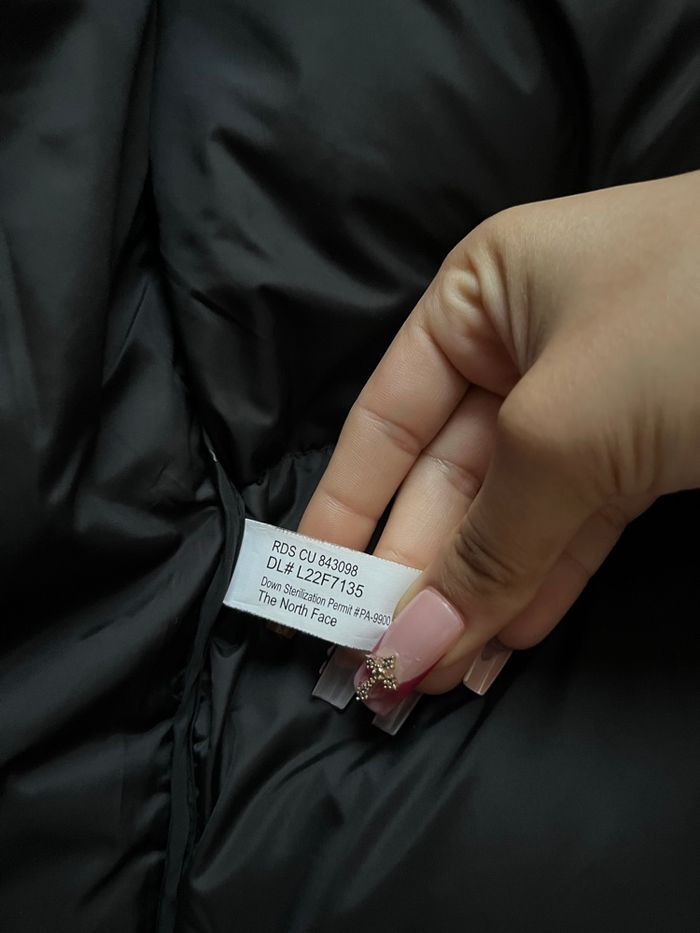 RDS CU 843098
DL# L22F7135
Down Sterilization Permit #PA-9900
The North Face